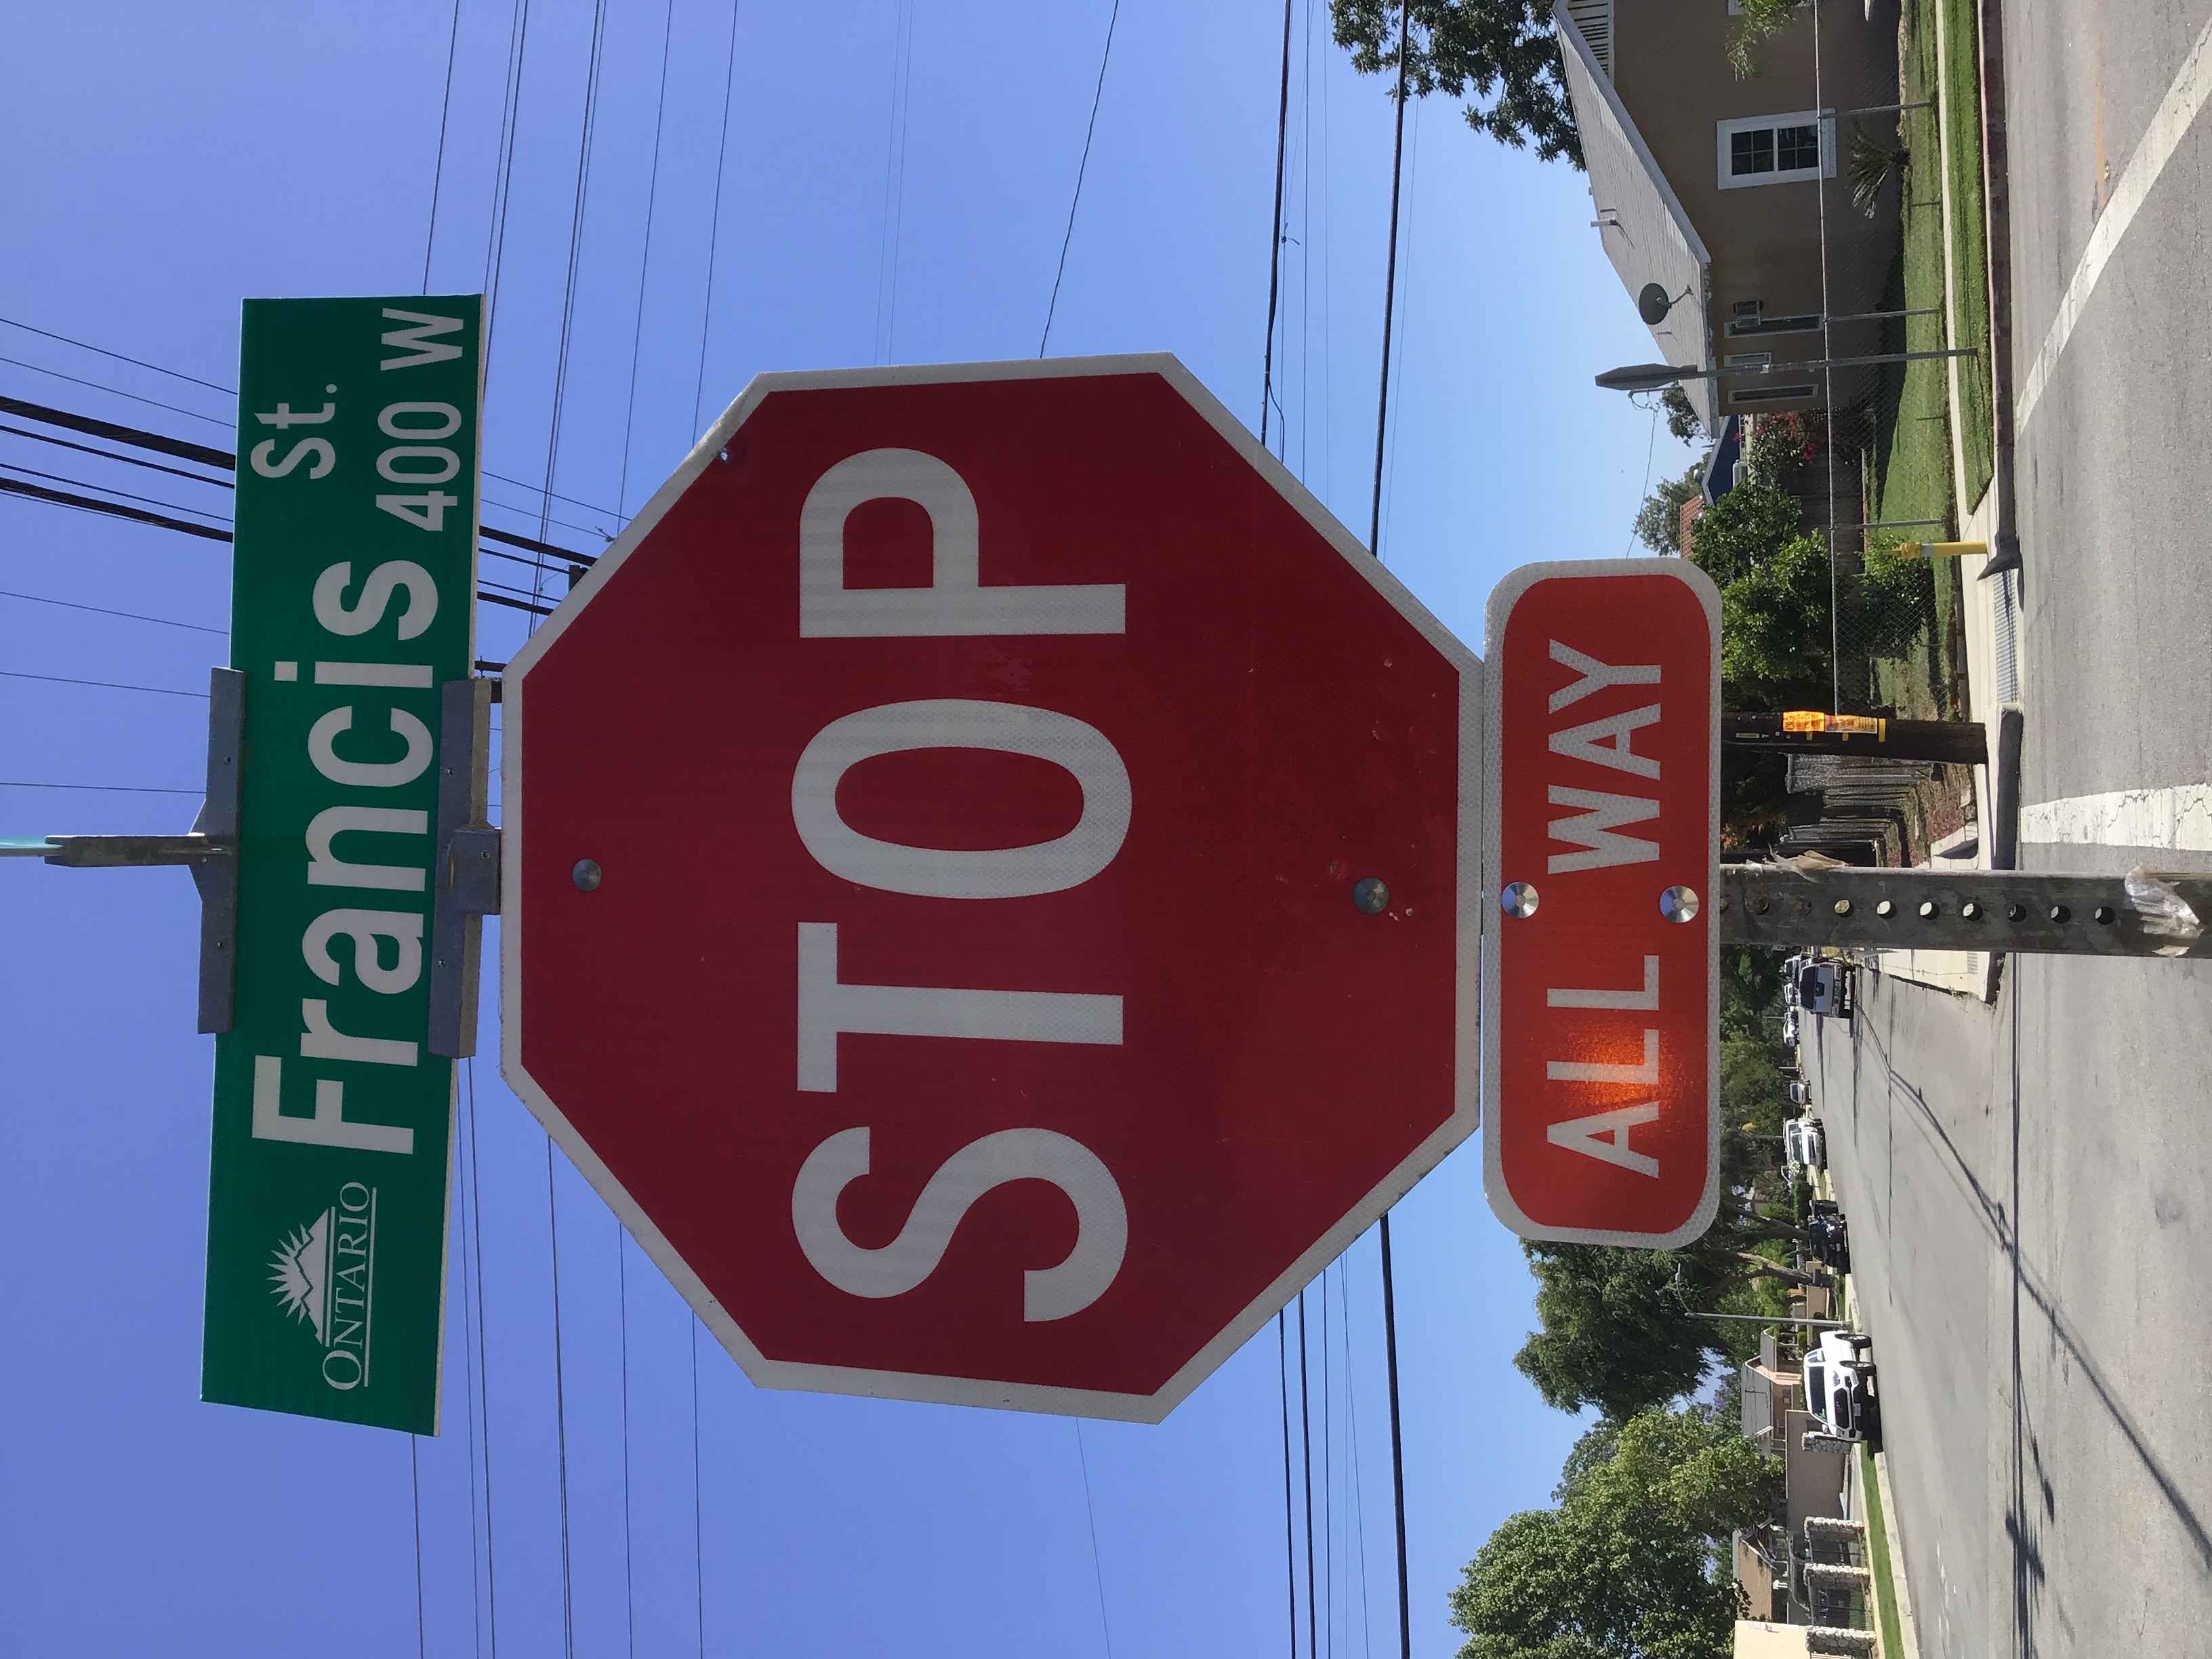 ONTARIO
Francis St.
400 W
STOP
ALL WAY